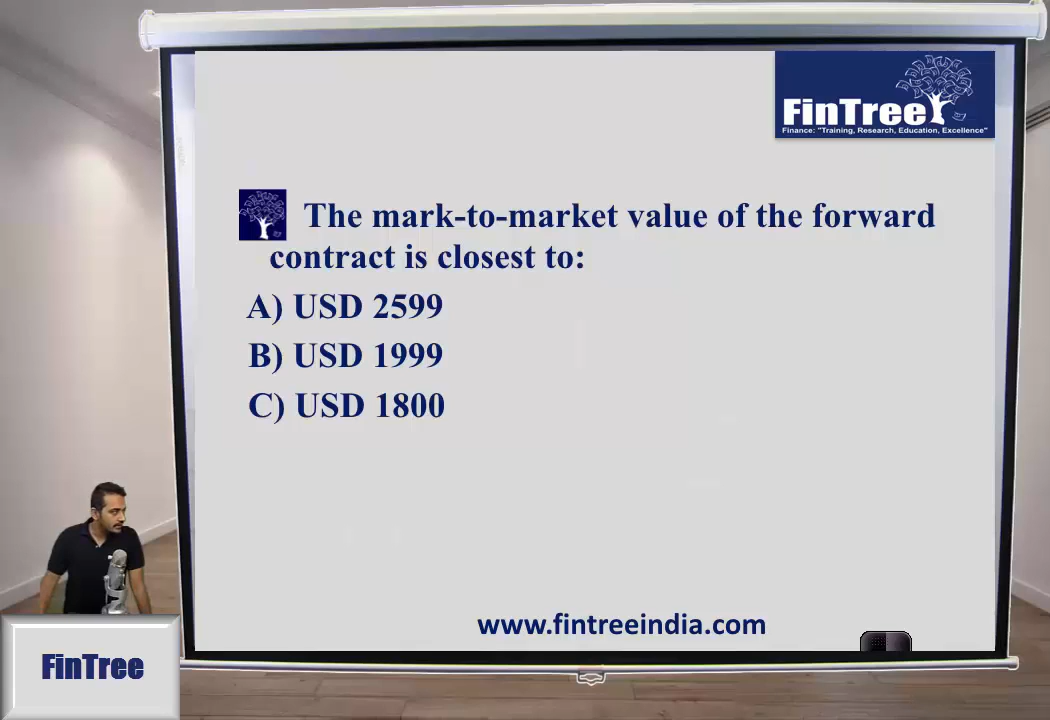 FinTree
Finance: "Training, Research, Education, Excellence"
The mark-to-market value of the forward
contract is closest to:
A) USD 2599
B) USD 1999
C) USD 1800
www.fintreeindia.com
FinTree